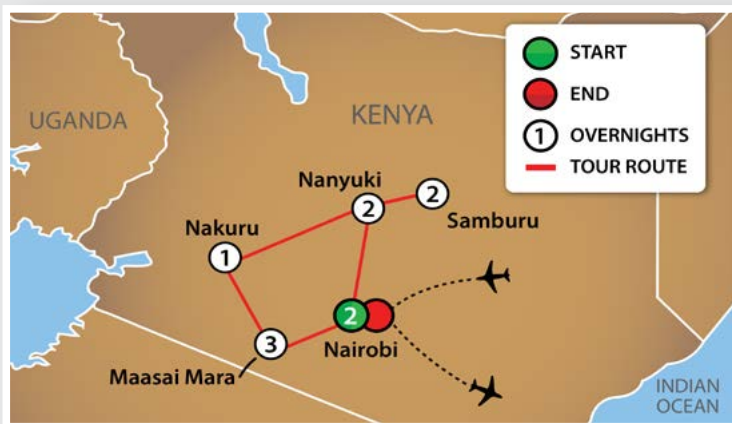 START
END
1 OVERNIGHTS
TOUR ROUTE
UGANDA
KENYA
Nanyuki
2
2
Samburu
Nakuru
1
2
Nairobi
3
Maasai Mara
INDIAN
OCEAN